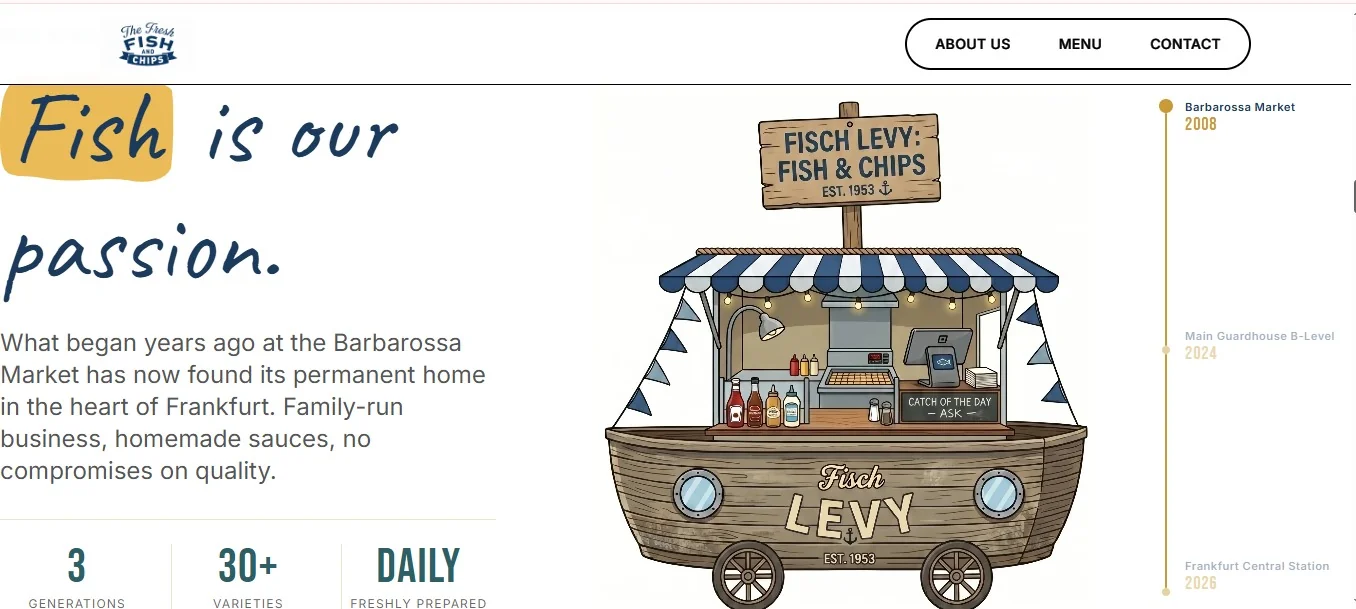 The Fresh
FISH
AND
CHIPS
ABOUT US
MENU
CONTACT
Fish is our
passion.
What began years ago at the Barbarossa
Market has now found its permanent home
in the heart of Frankfurt. Family-run
business, homemade sauces, no
compromises on quality.
3
GENERATIONS
30+
VARIETIES
DAILY
FRESHLY PREPARED
FISCH LEVY:
FISH & CHIPS
EST. 1953
CATCH OF THE DAY
– ASK –
Fisch
LEVY
EST. 1953
Barbarossa Market
2008
Main Guardhouse B-Level
2024
Frankfurt Central Station
2026